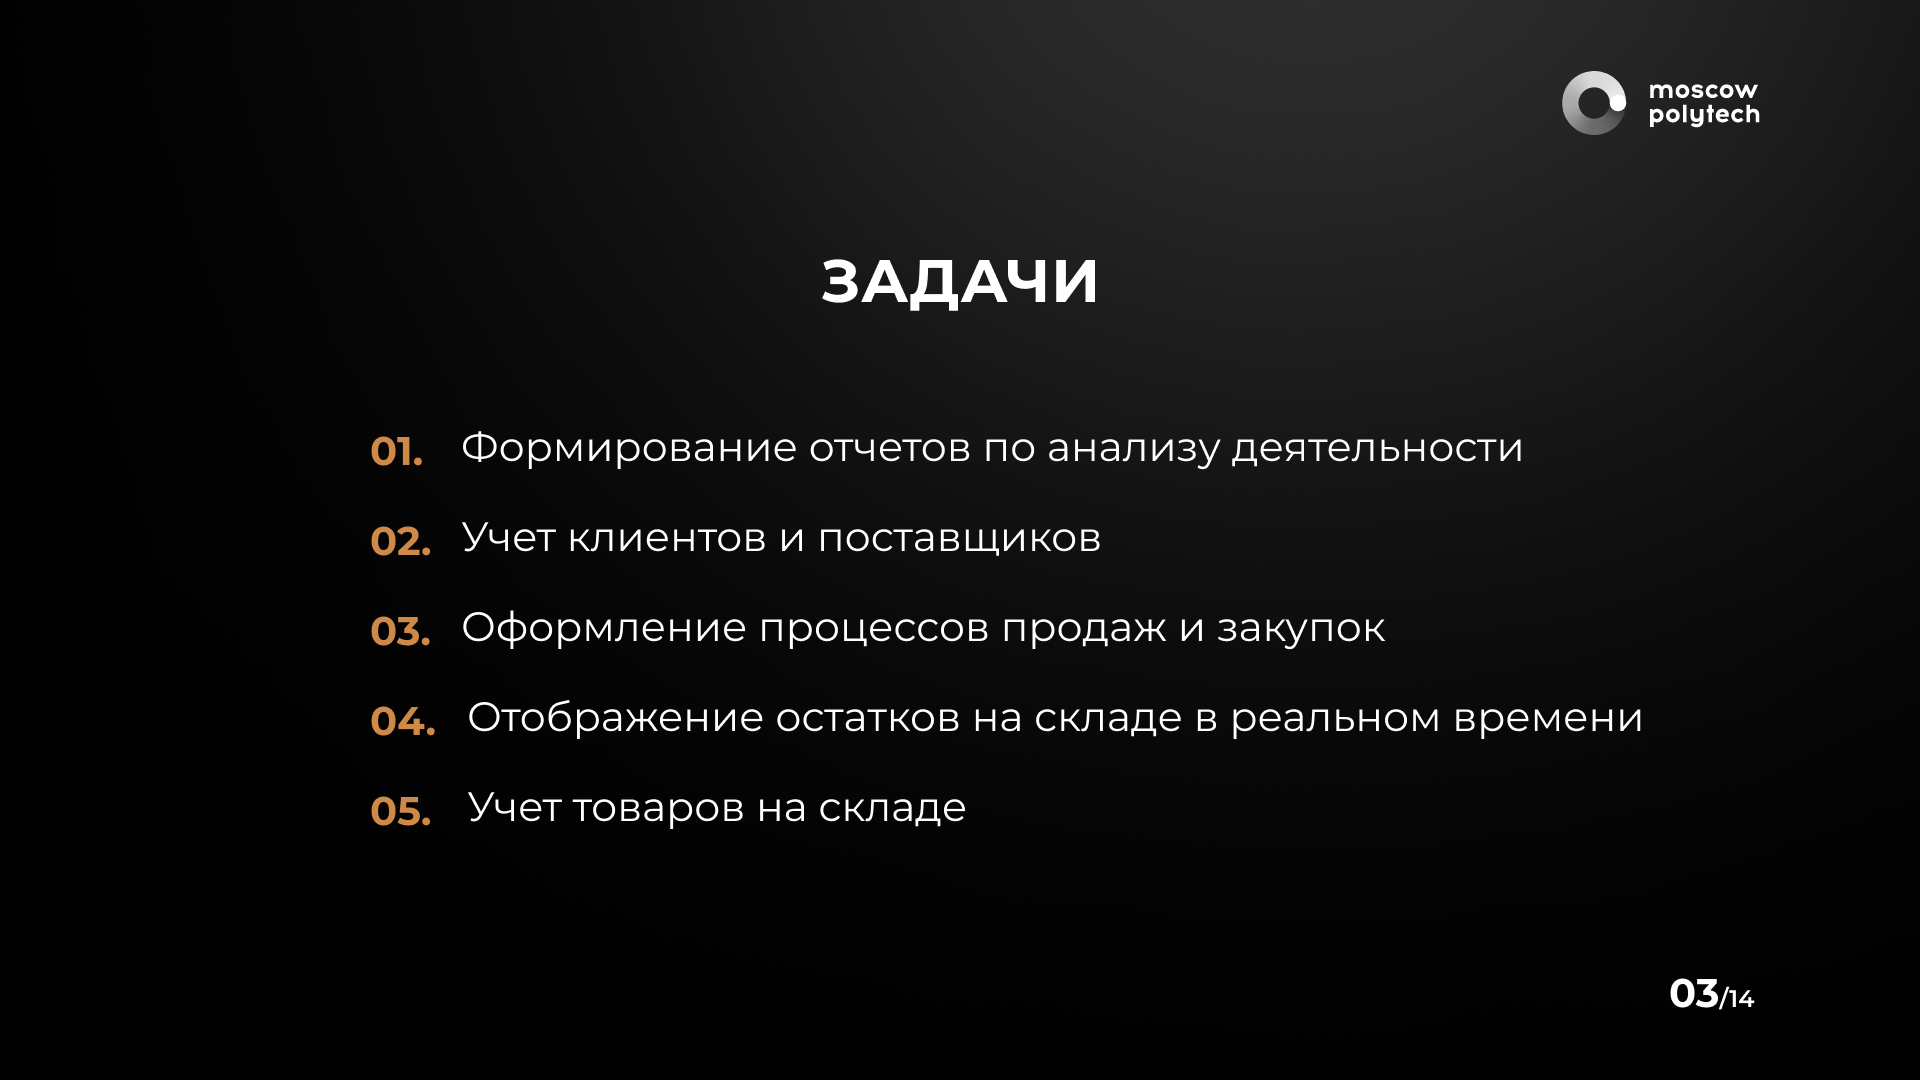 moscow
polytech
ЗАДАЧИ
01. Формирование отчетов по анализу деятельности
02. Учет клиентов и поставщиков
03. Оформление процессов продаж и закупок
04. Отображение остатков на складе в реальном времени
05. Учет товаров на складе
03/14